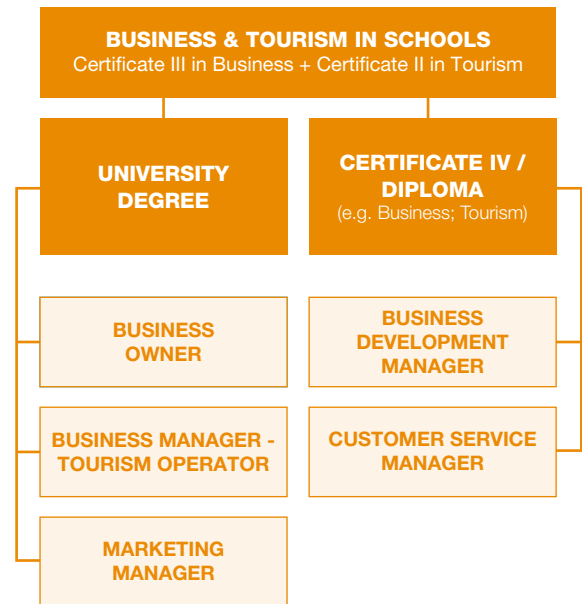 BUSINESS & TOURISM IN SCHOOLS
Certificate III in Business + Certificate II in Tourism
UNIVERSITY
DEGREE
CERTIFICATE IV /
DIPLOMA
(e.g. Business; Tourism)
BUSINESS
OWNER
BUSINESS
DEVELOPMENT
MANAGER
BUSINESS MANAGER -
TOURISM OPERATOR
CUSTOMER SERVICE
MANAGER
MARKETING
MANAGER